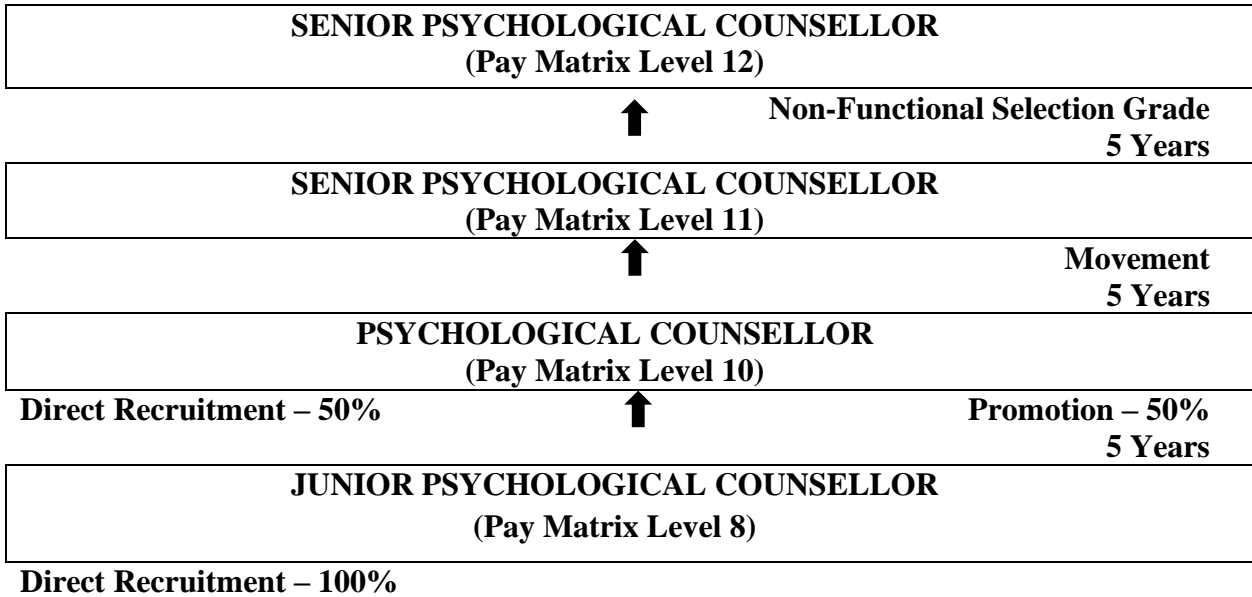 SENIOR PSYCHOLOGICAL COUNSELLOR
(Pay Matrix Level 12)
Non-Functional Selection Grade
5 Years
SENIOR PSYCHOLOGICAL COUNSELLOR
(Pay Matrix Level 11)
Movement
5 Years
PSYCHOLOGICAL COUNSELLOR
(Pay Matrix Level 10)
Direct Recruitment – 50% Promotion – 50%
5 Years
JUNIOR PSYCHOLOGICAL COUNSELLOR
(Pay Matrix Level 8)
Direct Recruitment – 100%